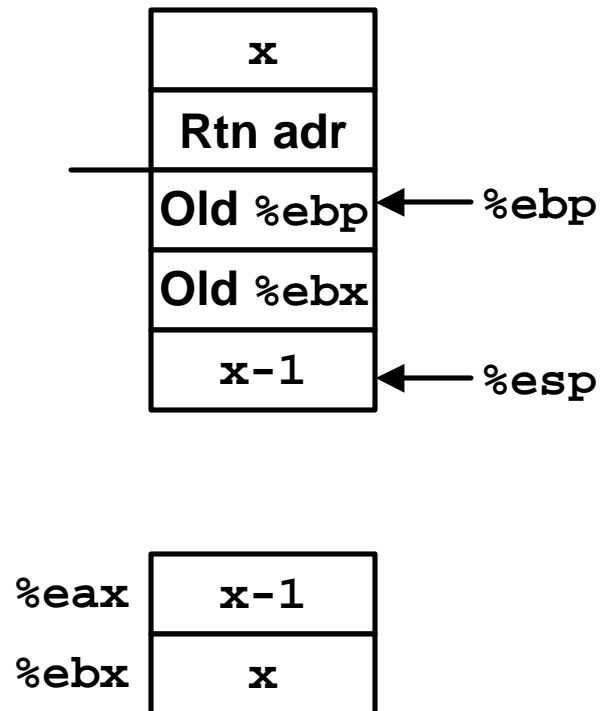 x
Rtn adr
Old %ebp %ebp
Old %ebx
x-1 %esp
%eax x-1
%ebx x